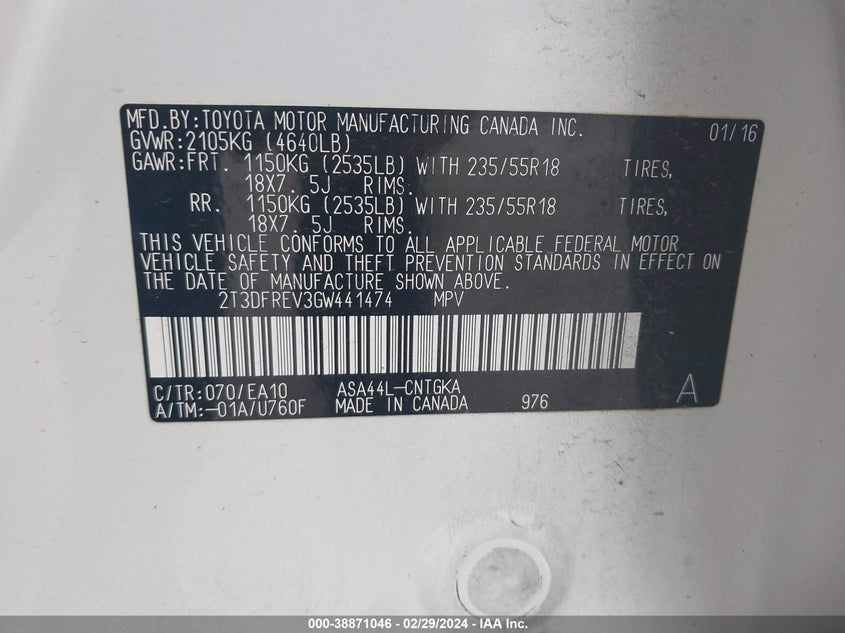 MFD.BY:TOYOTA MOTOR MANUFACTURING CANADA INC. 01/16
GVWR:2105KG (4640LB)
GAWR:FRT. 1150KG (2535LB) WITH 235/55R18 TIRES,
18X7. 5J RIMS.
RR. 1150KG (2535LB) WITH 235/55R18 TIRES,
18X7. 5J RIMS.
THIS VEHICLE CONFORMS TO ALL APPLICABLE FEDERAL MOTOR
VEHICLE SAFETY AND THEFT PREVENTION STANDARDS IN EFFECT ON
THE DATE OF MANUFACTURE SHOWN ABOVE.
2T3DFREV3GW441474 MPV
C/TR:070/EA10 ASA44L-CNTGKA A
A/TM:-01A/U760F MADE IN CANADA 976
000-38871046 - 02/29/2024 - IAA Inc.